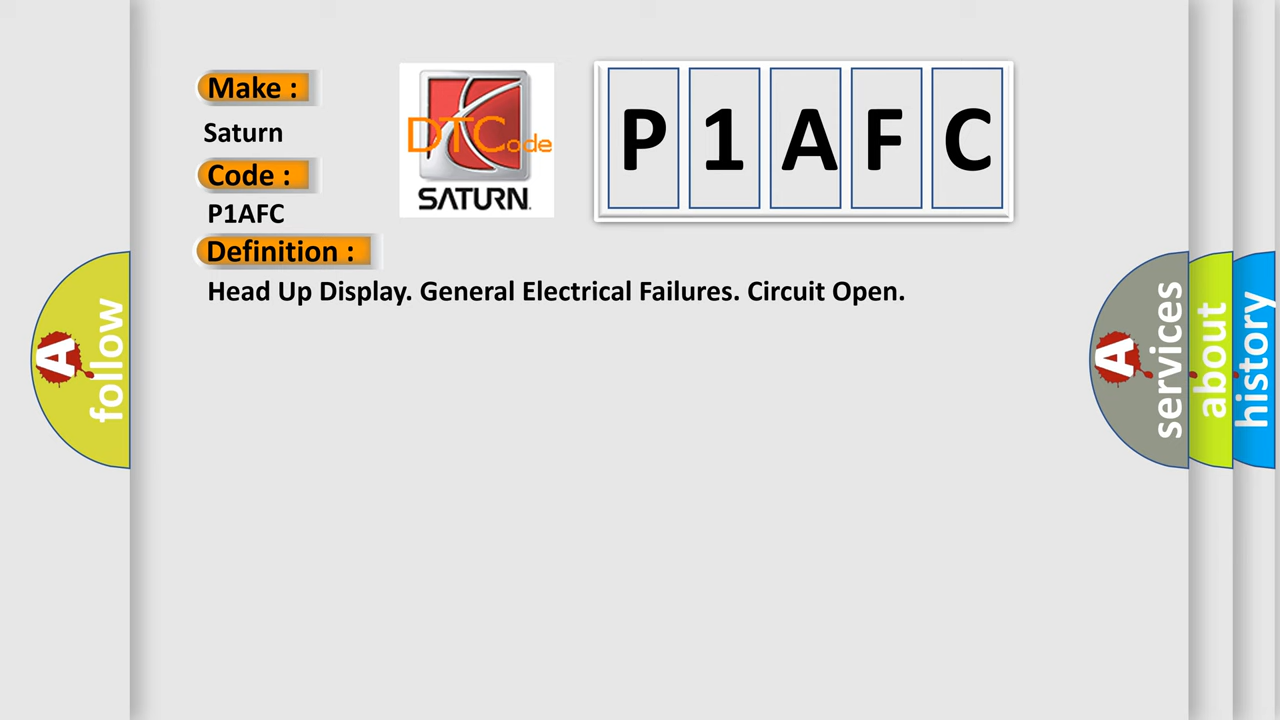 Make :
Saturn
Code :
P1AFC
Definition :
Head Up Display. General Electrical Failures. Circuit Open.
DTCode
SATURN
P 1 A F C
A
follow
A
services
about
history